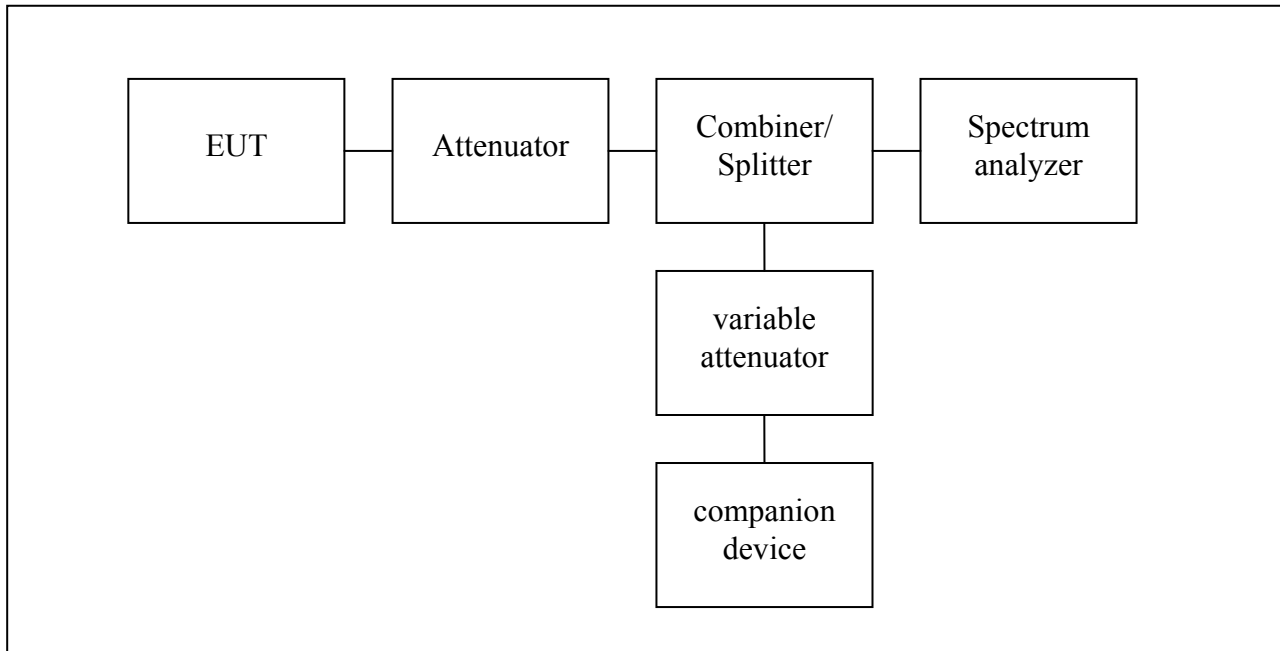 EUT
Attenuator
Combiner/
Splitter
Spectrum
analyzer
variable
attenuator
companion
device